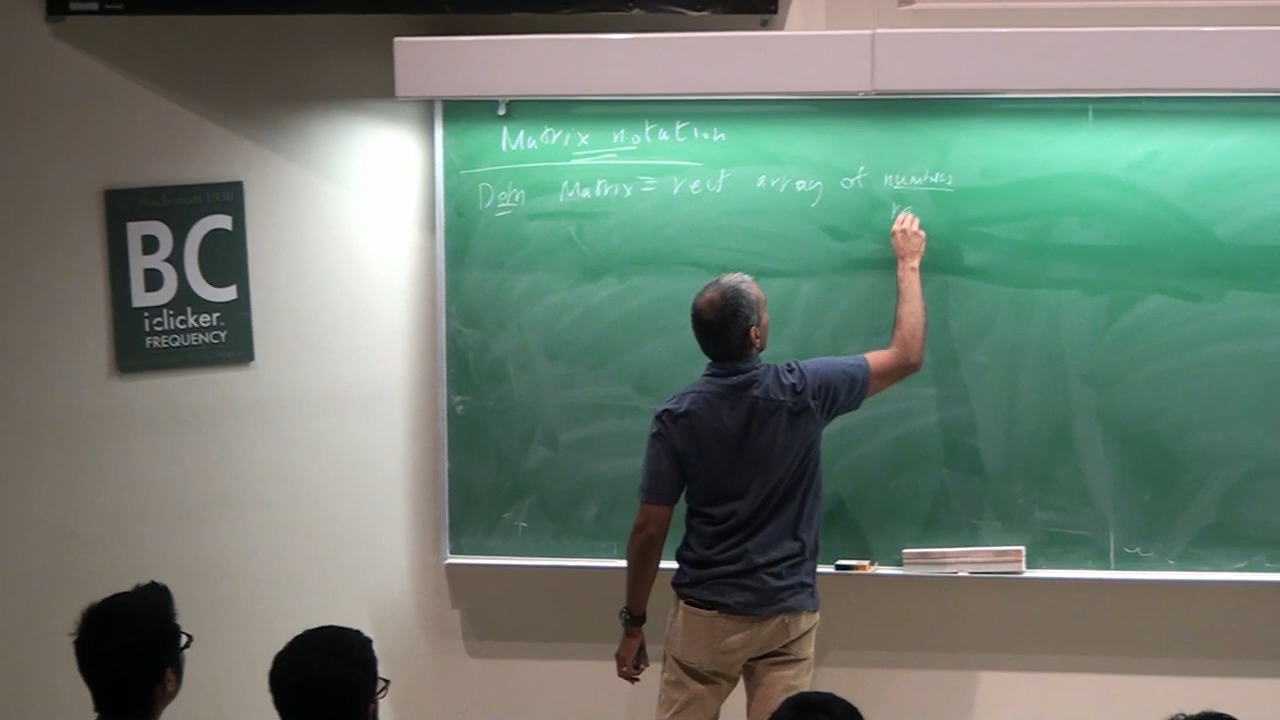 Matrix notation
Defn Matrix ≡ rect array of numbers
BC
iclicker.
FREQUENCY